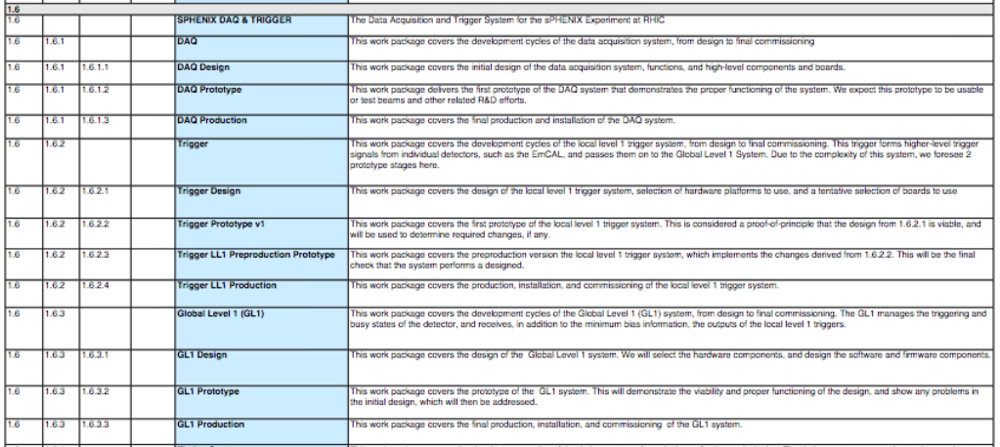 1.6
1.6 SPHENIX DAQ & TRIGGER The Data Acquisition and Trigger System for the sPHENIX Experiment at RHIC
1.6 1.6.1 DAQ This work package covers the development cycles of the data acquisition system, from design to final commissioning
1.6 1.6.1 1.6.1.1 DAQ Design This work package covers the initial design of the data acquisition system, functions, and high-level components and boards.
1.6 1.6.1 1.6.1.2 DAQ Prototype This work package delivers the first prototype of the DAQ system that demonstrates the proper functioning of the system. We expect this prototype to be usable
or test beams and other related R&D efforts.
1.6 1.6.1 1.6.1.3 DAQ Production This work package covers the final production and installation of the DAQ system.
1.6 1.6.2 Trigger This work package covers the development cycles of the local level 1 trigger system, from design to final commissioning. This trigger forms higher-level trigger
signals from individual detectors, such as the EmCAL, and passes them on to the Global Level 1 System. Due to the complexity of this system, we foresee 2
prototype stages here.
1.6 1.6.2 1.6.2.1 Trigger Design This work package covers the design of the local level 1 trigger system, selection of hardware platforms to use, and a tentative selection of boards to use
1.6 1.6.2 1.6.2.2 Trigger Prototype v1 This work package covers the first prototype of the local level 1 trigger system. This is considered a proof-of-principle that the design from 1.6.2.1 is viable, and
will be used to determine required changes, if any.
1.6 1.6.2 1.6.2.3 Trigger LL1 Preproduction Prototype This work package covers the preproduction version the local level 1 trigger system, which implements the changes derived from 1.6.2.2. This will be the final
check that the system performs a designed.
1.6 1.6.2 1.6.2.4 Trigger LL1 Production This work package covers the production, installation, and commissioning of the local level 1 trigger system.
1.6 1.6.3 Global Level 1 (GL1) This work package covers the development cycles of the Global Level 1 (GL1) system, from design to final commissioning. The GL1 manages the triggering and
busy states of the detector, and receives, in addition to the minimum bias information, the outputs of the local level 1 triggers.
1.6 1.6.3 1.6.3.1 GL1 Design This work package covers the design of the Global Level 1 system. We will select the hardware components, and design the software and firmware components.
1.6 1.6.3 1.6.3.2 GL1 Prototype This work package covers the prototype of the GL1 system. This will demonstrate the viability and proper functioning of the design, and show any problems in
the initial design, which will then be addressed.
1.6 1.6.3 1.6.3.3 GL1 Production This work package covers the final production, installation, and commissioning of the GL1 system.